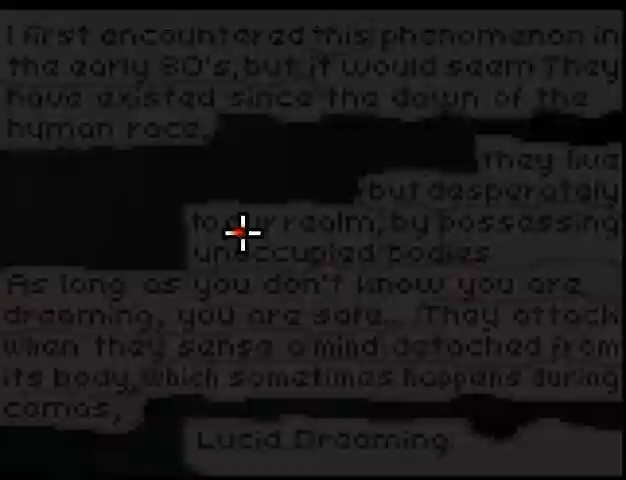 I first encountered this phenomenon in
the early 80's, but it would seem They
have existed since the dawn of the
human race.
They live
but desperately
to our realm, by possessing
unoccupied bodies
As long as you don't know you are
dreaming, you are safe... They attack
when they sense a mind detached from
its body, which sometimes happens during
comas,
Lucid Dreaming